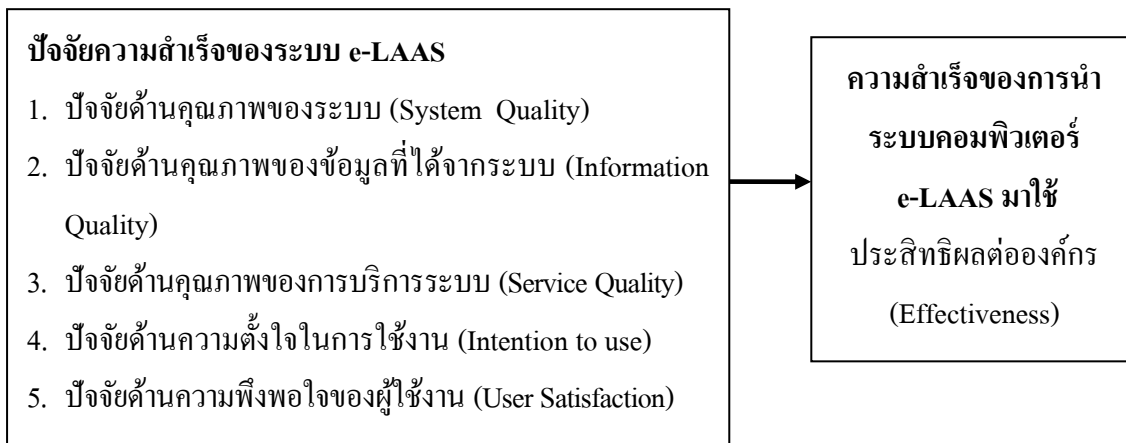 ปัจจัยความสำเร็จของระบบ e-LAAS
1. ปัจจัยด้านคุณภาพของระบบ (System Quality)
2. ปัจจัยด้านคุณภาพของข้อมูลที่ได้จากระบบ (Information
Quality)
3. ปัจจัยด้านคุณภาพของการบริการระบบ (Service Quality)
4. ปัจจัยด้านความตั้งใจในการใช้งาน (Intention to use)
5. ปัจจัยด้านความพึงพอใจของผู้ใช้งาน (User Satisfaction)
ความสำเร็จของการนำ
ระบบคอมพิวเตอร์
e-LAAS มาใช้
ประสิทธิผลต่อองค์กร
(Effectiveness)